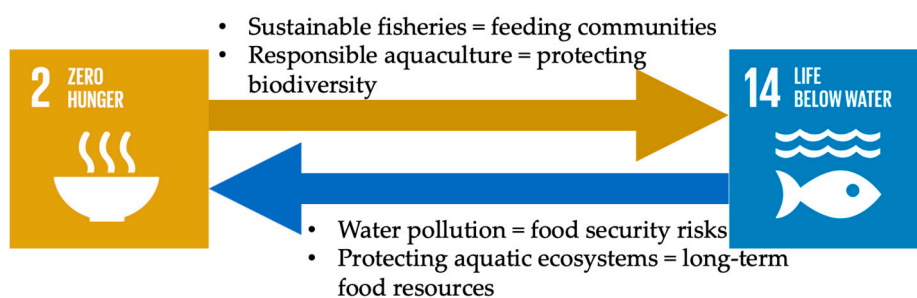 • Sustainable fisheries = feeding communities
• Responsible aquaculture = protecting
biodiversity
2 ZERO
HUNGER
14 LIFE
BELOW WATER
• Water pollution = food security risks
• Protecting aquatic ecosystems = long-term
food resources